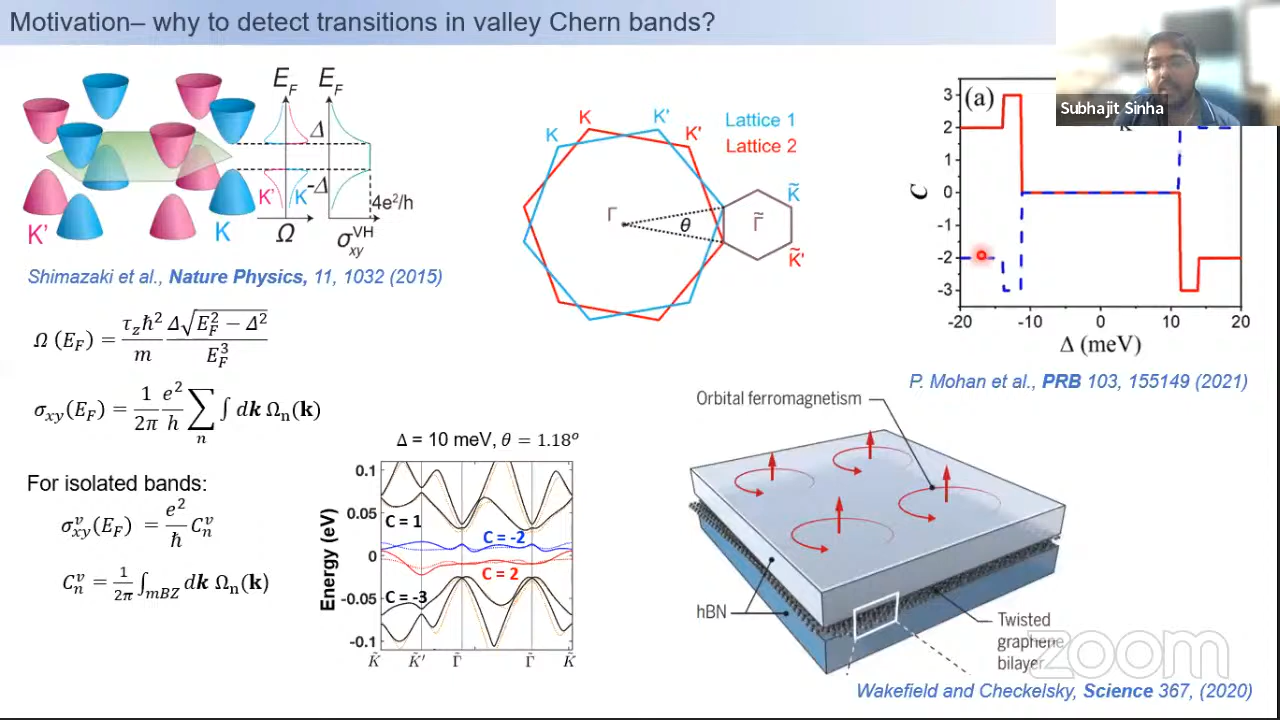 Motivation– why to detect transitions in valley Chern bands?
Subhajit Sinha
E_F E_F
Δ
-Δ
K' K
4e²/h
K' K
Ω σ_xy^VH
Shimazaki et al., Nature Physics, 11, 1032 (2015)
Ω (E_F) = τ_z ħ²/m Δ√(E_F² − Δ²)/E_F³
σ_xy(E_F) = 1/2π e²/h ∑_n ∫ dk Ω_n(k)
For isolated bands:
σ_xy^v(E_F) = e²/ħ C_n^v
C_n^v = 1/2π ∫_mBZ dk Ω_n(k)
K K K' K'
Lattice 1
Lattice 2
Γ θ Γ̃ K̃ K̃'
Δ = 10 meV, θ = 1.18°
Energy (eV)
0.1
0.05
0
-0.05
-0.1
C = 1
C = -2
C = 2
C = -3
K̃ K̃' Γ̃ Γ̃ K̃
(a)
C
3
2
1
0
-1
-2
-3
-20 -10 0 10 20
Δ (meV)
P. Mohan et al., PRB 103, 155149 (2021)
Orbital ferromagnetism
hBN
Twisted
graphene
bilayer
zoom
Wakefield and Checkelsky, Science 367, (2020)